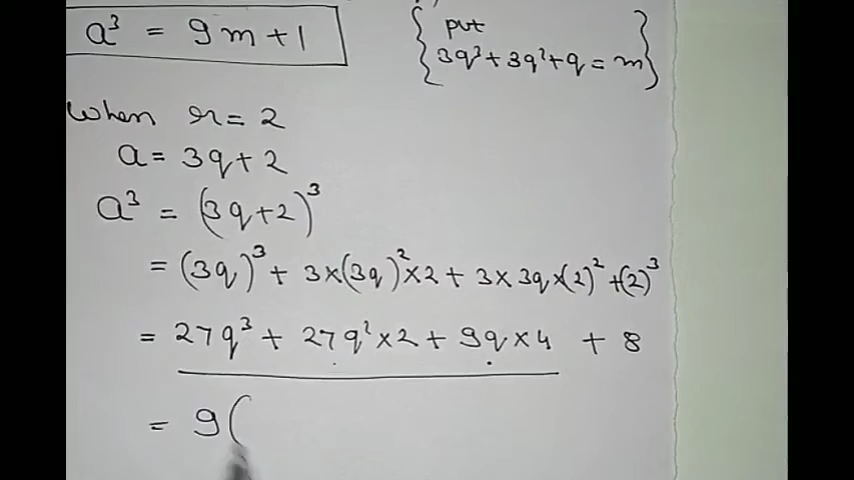 a³ = 9m+1
{ put
3q³+3q²+q = m }
When r = 2
a = 3q+2
a³ = (3q+2)³
= (3q)³ + 3×(3q)²×2 + 3×3q×(2)² +(2)³
= 27q³ + 27q²×2 + 9q×4 + 8
= 9(